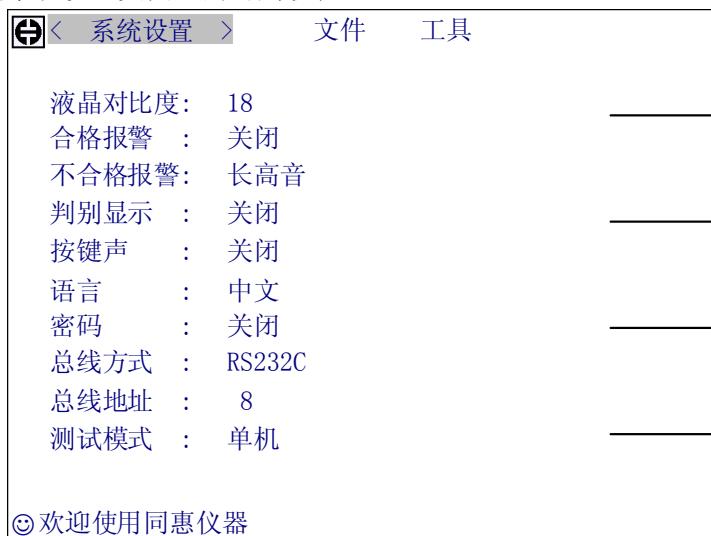 < 系统设置 > 文件 工具
液晶对比度: 18
合格报警 : 关闭
不合格报警: 长高音
判别显示 : 关闭
按键声 : 关闭
语言 : 中文
密码 : 关闭
总线方式 : RS232C
总线地址 : 8
测试模式 : 单机
☺欢迎使用同惠仪器